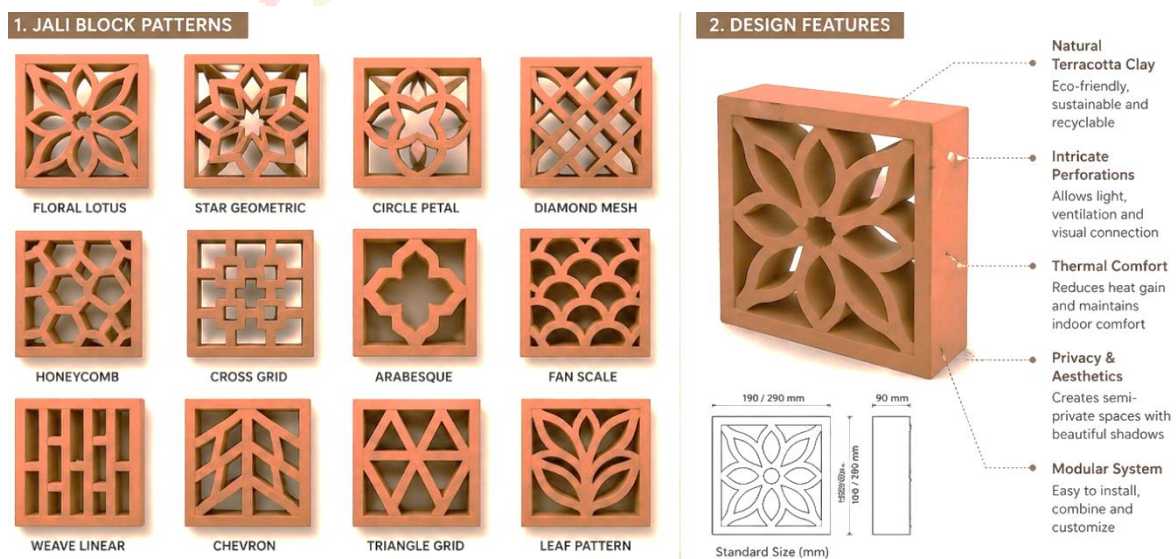 1. JALI BLOCK PATTERNS
FLORAL LOTUS
STAR GEOMETRIC
CIRCLE PETAL
DIAMOND MESH
HONEYCOMB
CROSS GRID
ARABESQUE
FAN SCALE
WEAVE LINEAR
CHEVRON
TRIANGLE GRID
LEAF PATTERN
2. DESIGN FEATURES
Natural
Terracotta Clay
Eco-friendly,
sustainable and
recyclable
Intricate
Perforations
Allows light,
ventilation and
visual connection
Thermal Comfort
Reduces heat gain
and maintains
indoor comfort
Privacy &
Aesthetics
Creates semi-
private spaces with
beautiful shadows
Modular System
Easy to install,
combine and
customize
190 / 290 mm
90 mm
100 / 280 mm
Standard Size (mm)